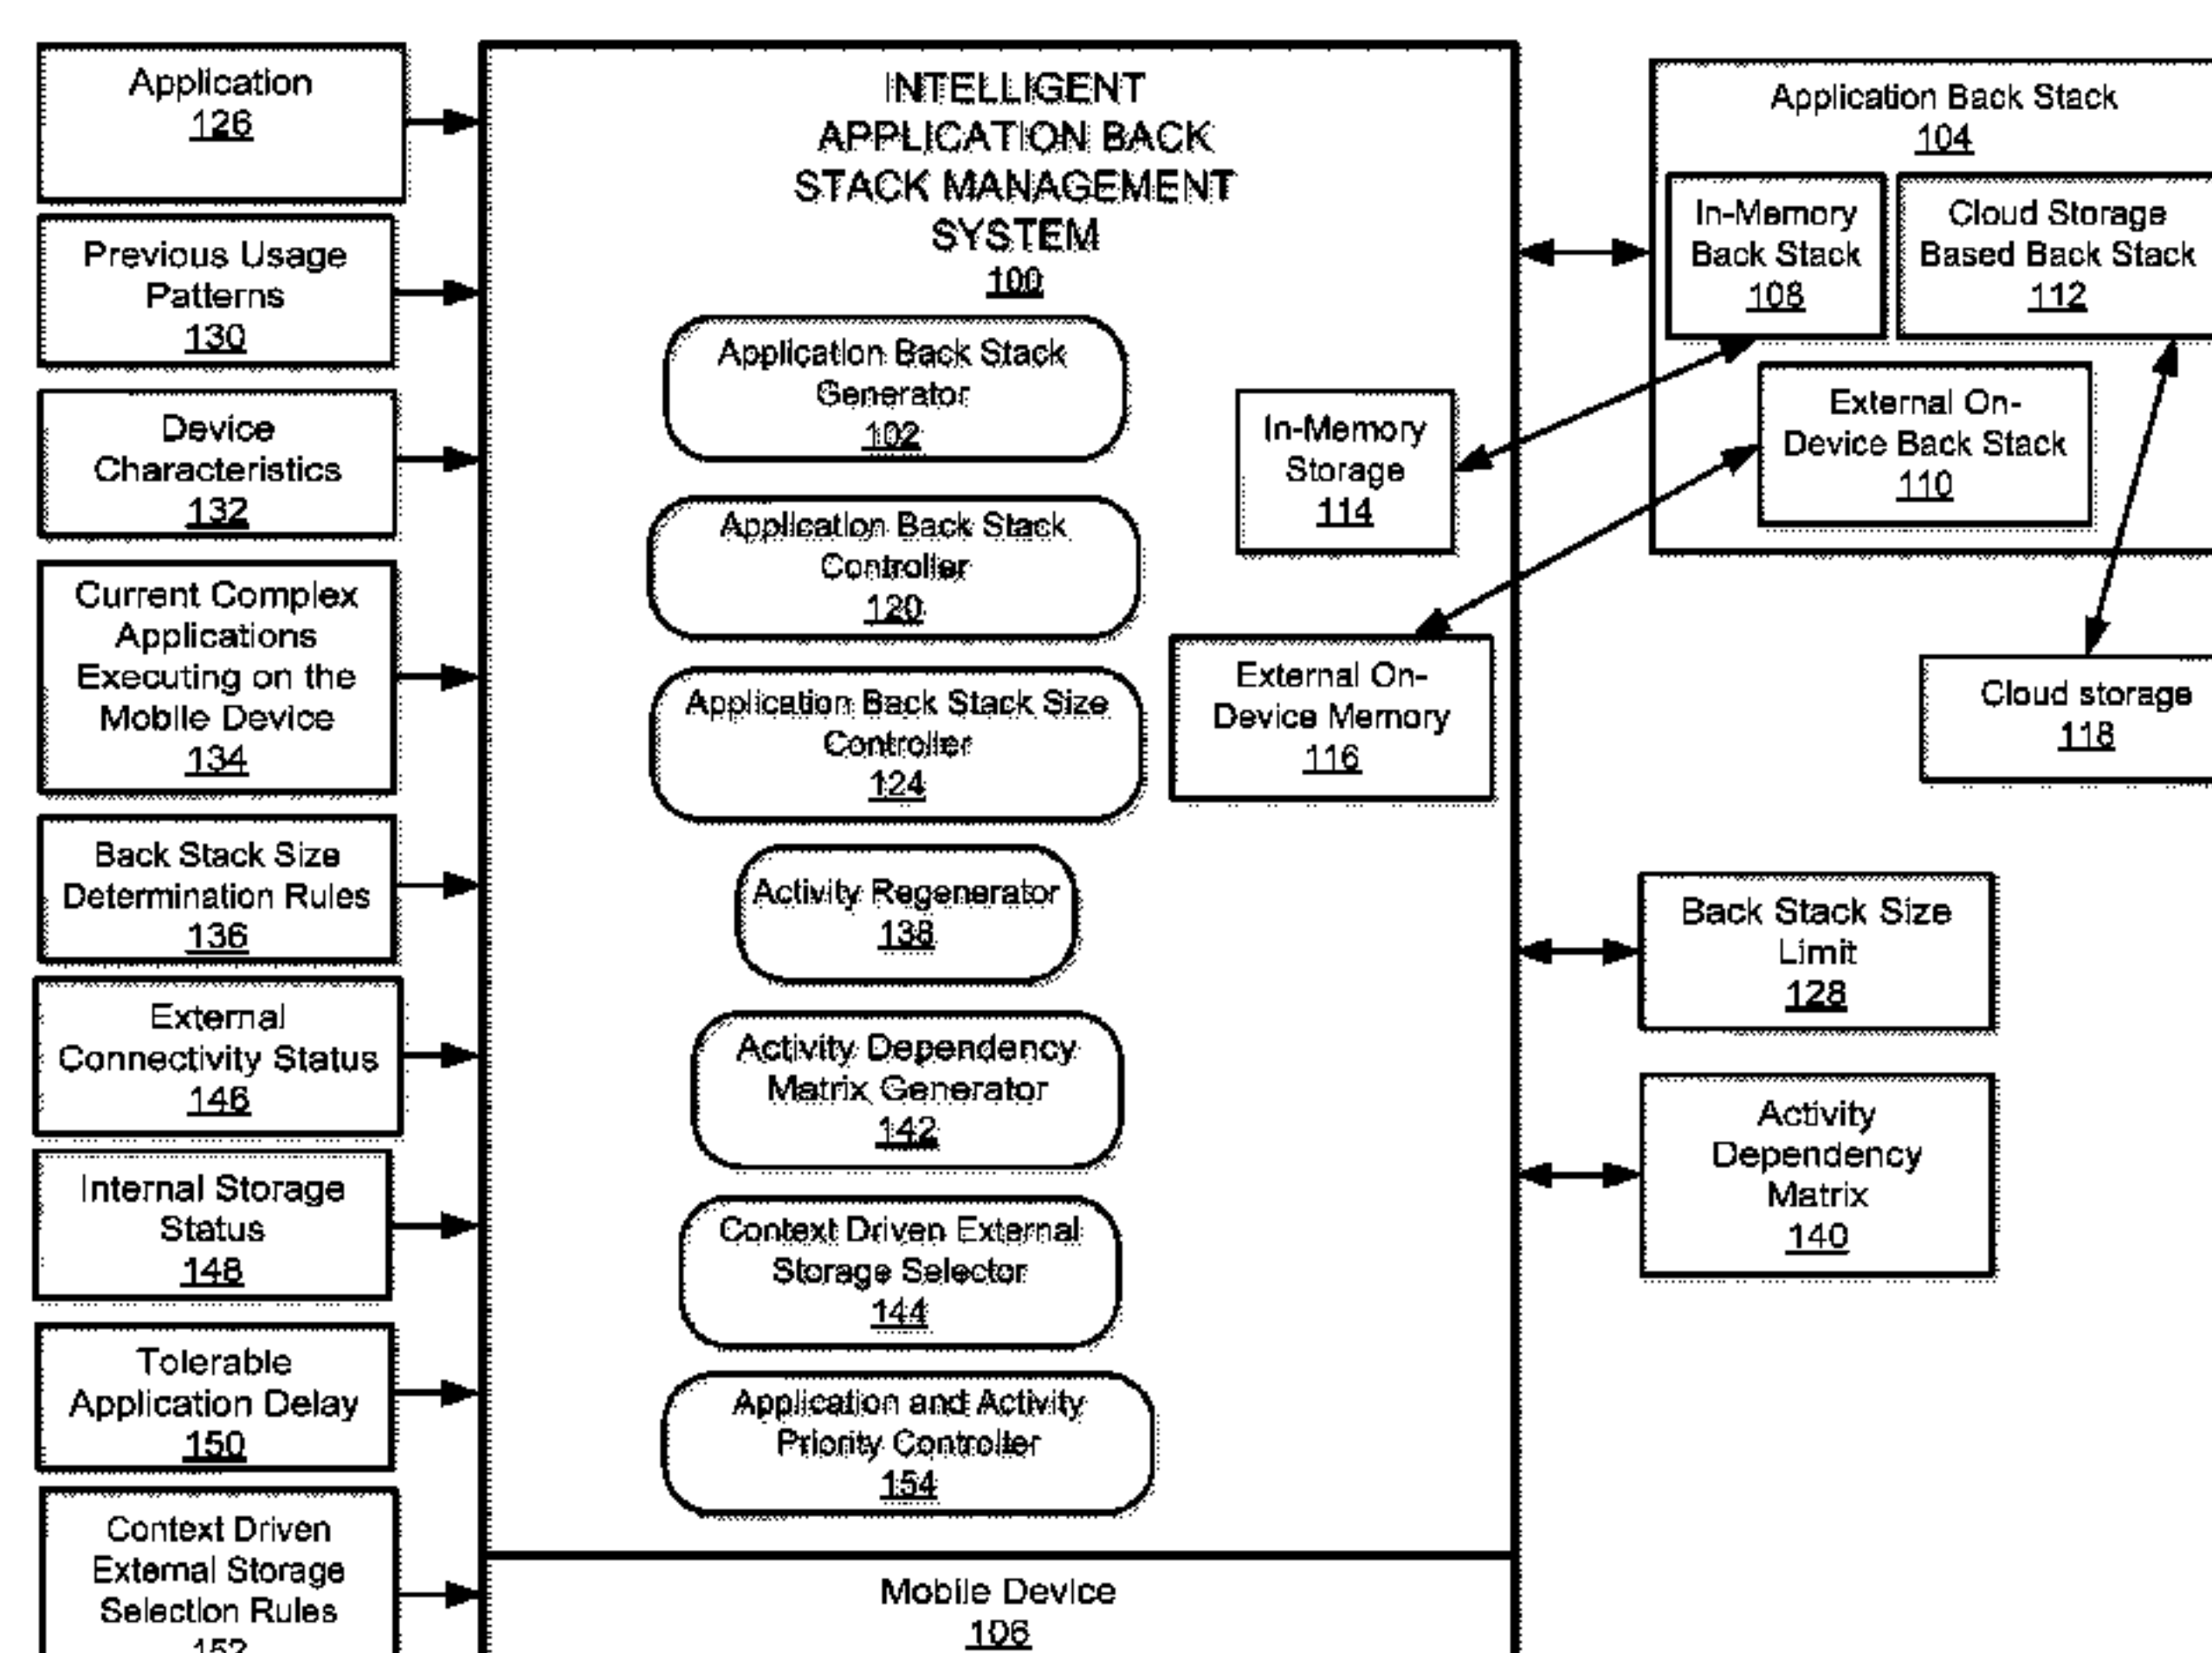 Application
126
Previous Usage
Patterns
130
Device
Characteristics
132
Current Complex
Applications
Executing on the
Mobile Device
134
Back Stack Size
Determination Rules
136
External
Connectivity Status
146
Internal Storage
Status
148
Tolerable
Application Delay
150
Context Driven
External Storage
Selection Rules
152
INTELLIGENT
APPLICATION BACK
STACK MANAGEMENT
SYSTEM
100
Application Back Stack
Generator
102
Application Back Stack
Controller
120
Application Back Stack Size
Controller
124
Activity Regenerator
138
Activity Dependency
Matrix Generator
142
Context Driven External
Storage Selector
144
Application and Activity
Priority Controller
154
In-Memory
Storage
114
External On-
Device Memory
116
Mobile Device
106
Application Back Stack
104
In-Memory
Back Stack
108
Cloud Storage
Based Back Stack
112
External On-
Device Back Stack
110
Cloud storage
118
Back Stack Size
Limit
128
Activity
Dependency
Matrix
140